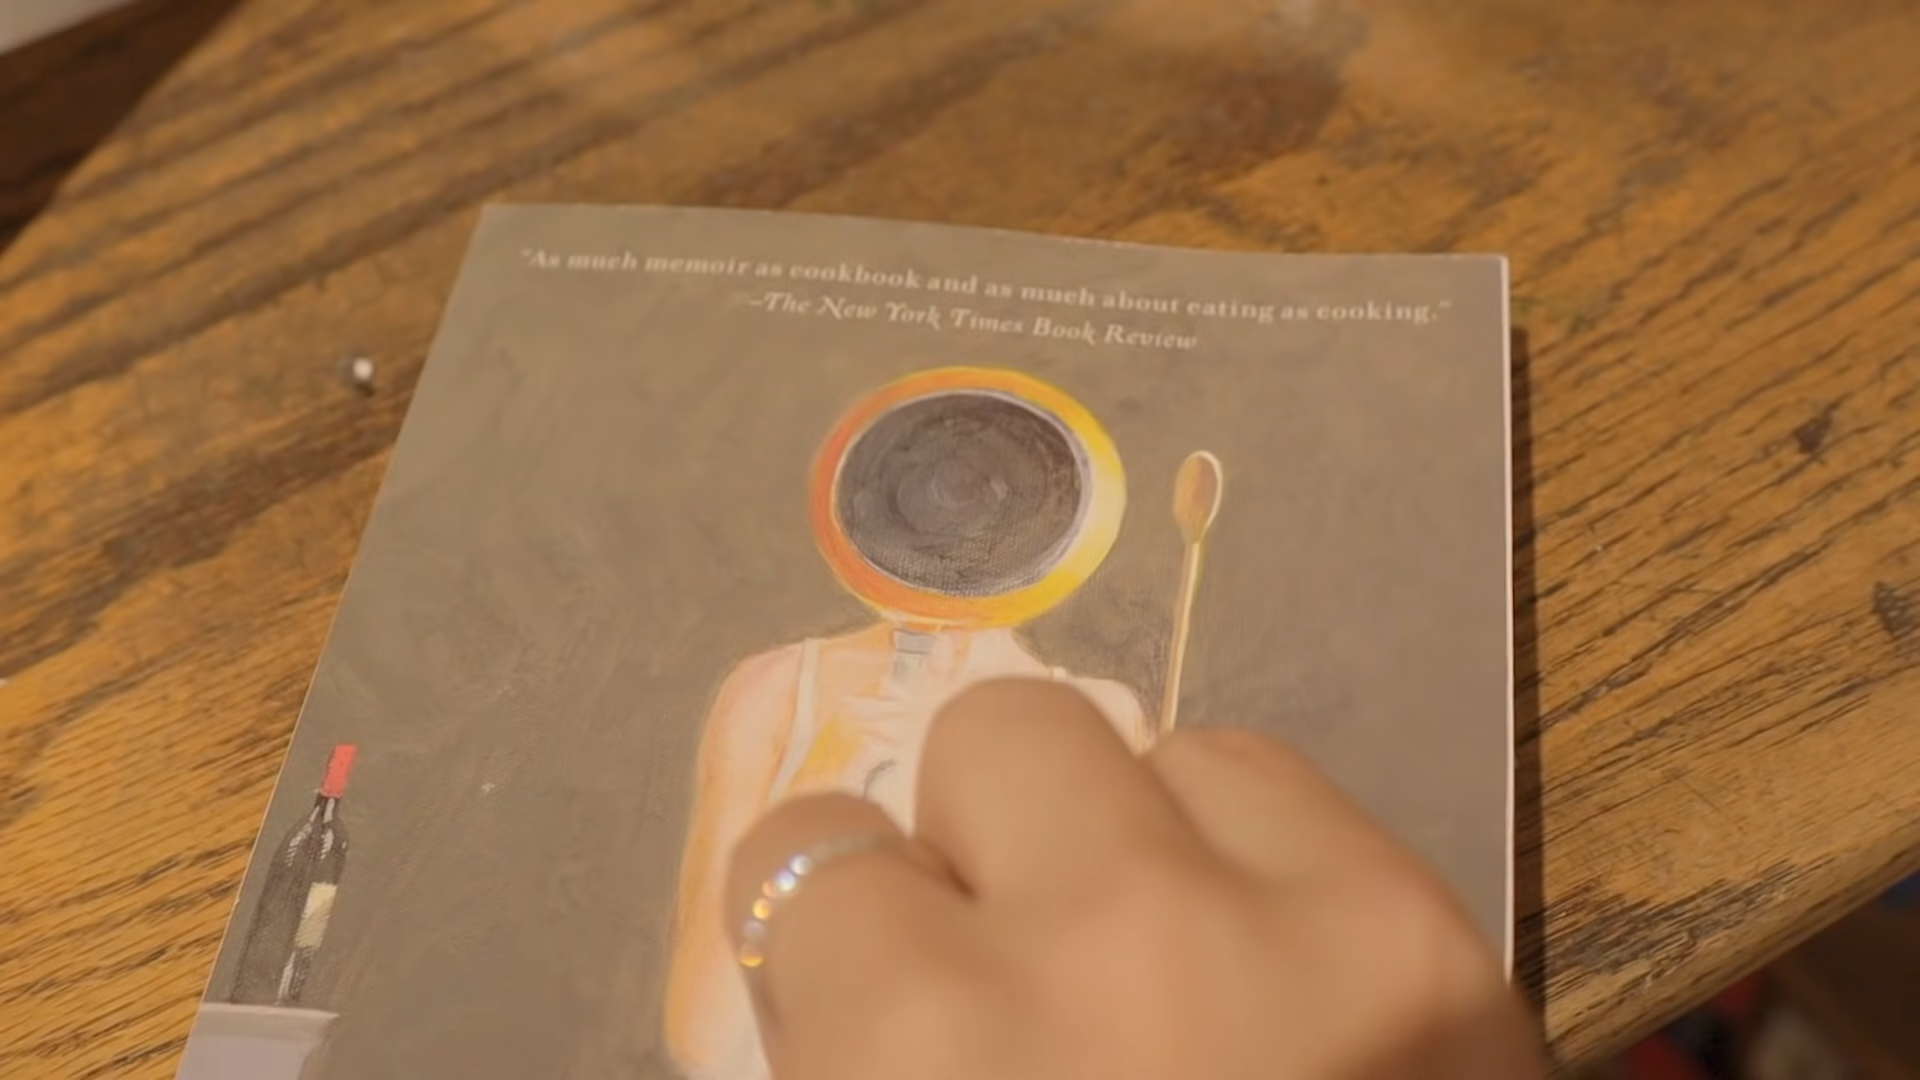 "As much memoir as cookbook and as much about eating as cooking."
–The New York Times Book Review